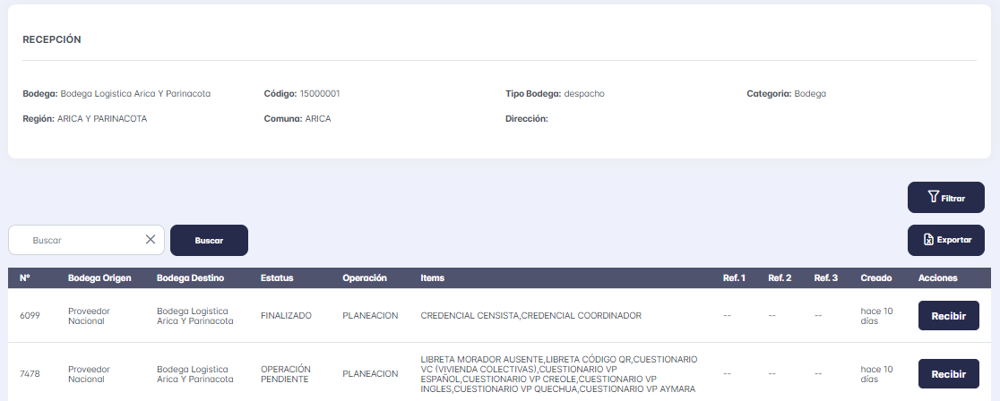 RECEPCIÓN
Bodega: Bodega Logistica Arica Y Parinacota
Código: 15000001
Tipo Bodega: despacho
Categoria: Bodega
Región: ARICA Y PARINACOTA
Comuna: ARICA
Dirección:
Filtrar
Buscar
Buscar
Exportar
N° Bodega Origen Bodega Destino Estatus Operación Items Ref. 1 Ref. 2 Ref. 3 Creado Acciones
6099
Proveedor
Nacional
Bodega Logistica
Arica Y Parinacota
FINALIZADO
PLANEACION
CREDENCIAL CENSISTA,CREDENCIAL COORDINADOR
--
--
--
hace 10
días
Recibir
7478
Proveedor
Nacional
Bodega Logistica
Arica Y Parinacota
OPERACIÓN
PENDIENTE
PLANEACION
LIBRETA MORADOR AUSENTE,LIBRETA CÓDIGO QR,CUESTIONARIO
VC (VIVIENDA COLECTIVAS),CUESTIONARIO VP
ESPAÑOL,CUESTIONARIO VP CREOLE,CUESTIONARIO VP
INGLES,CUESTIONARIO VP QUECHUA,CUESTIONARIO VP AYMARA
--
--
--
hace 10
días
Recibir